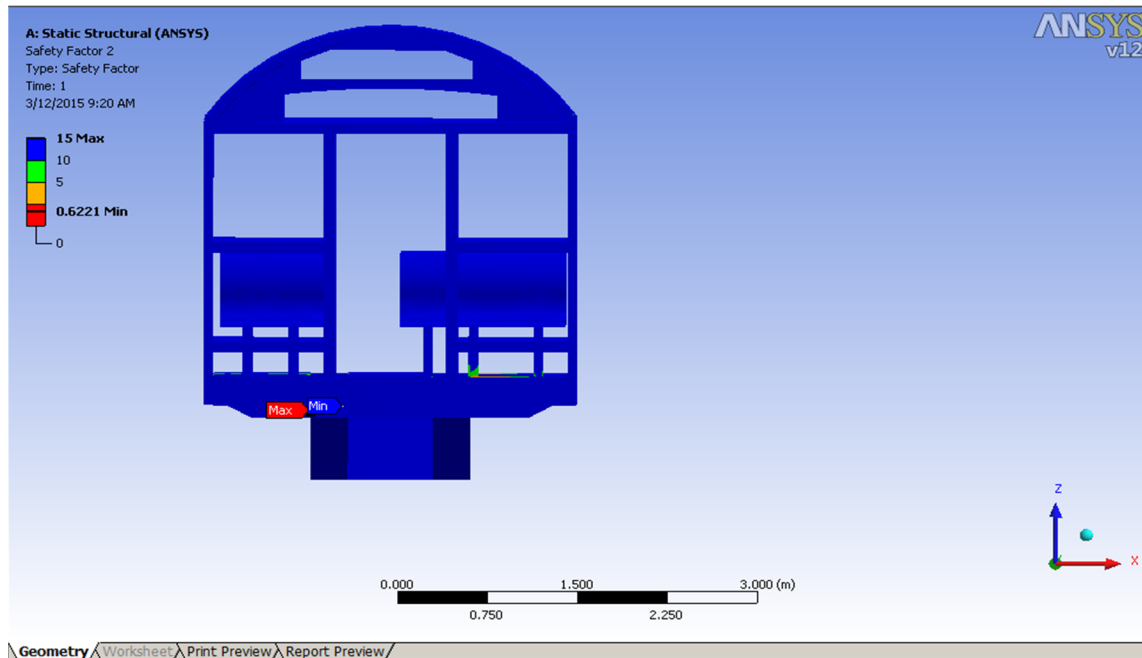 A: Static Structural (ANSYS)
Safety Factor 2
Type: Safety Factor
Time: 1
3/12/2015 9:20 AM
ANSYS
v12
15 Max
10
5
0.6221 Min
0
Max
Min
Z
X
0.000 1.500 3.000 (m)
0.750 2.250
Geometry Worksheet Print Preview Report Preview